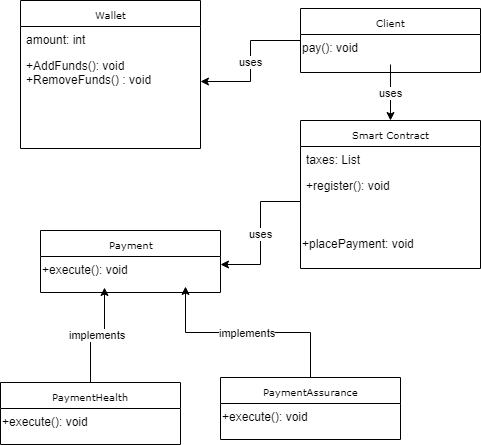 Wallet
amount: int
+AddFunds(): void
+RemoveFunds() : void
Client
pay(): void
uses
uses
Smart Contract
taxes: List
+register(): void
+placePayment: void
uses
Payment
+execute(): void
implements
implements
PaymentHealth
+execute(): void
PaymentAssurance
+execute(): void